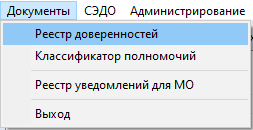 Документы СЭДО Администрирование
Реестр доверенностей
Классификатор полномочий
Реестр уведомлений для МО
Выход